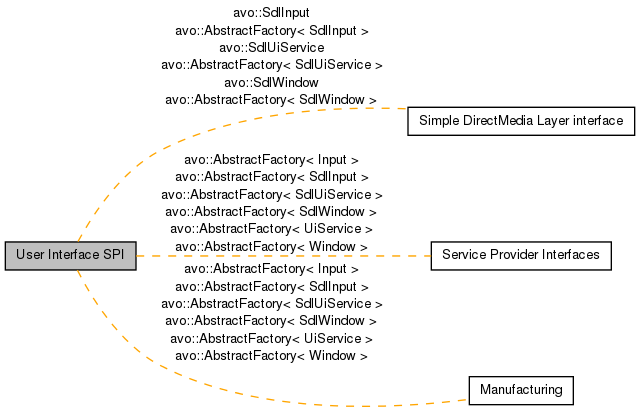 avo::SdlInput
avo::AbstractFactory< SdlInput >
avo::SdlUiService
avo::AbstractFactory< SdlUiService >
avo::SdlWindow
avo::AbstractFactory< SdlWindow >
Simple DirectMedia Layer interface
avo::AbstractFactory< Input >
avo::AbstractFactory< SdlInput >
avo::AbstractFactory< SdlUiService >
avo::AbstractFactory< SdlWindow >
avo::AbstractFactory< UiService >
avo::AbstractFactory< Window >
User Interface SPI
Service Provider Interfaces
avo::AbstractFactory< Input >
avo::AbstractFactory< SdlInput >
avo::AbstractFactory< SdlUiService >
avo::AbstractFactory< SdlWindow >
avo::AbstractFactory< UiService >
avo::AbstractFactory< Window >
Manufacturing